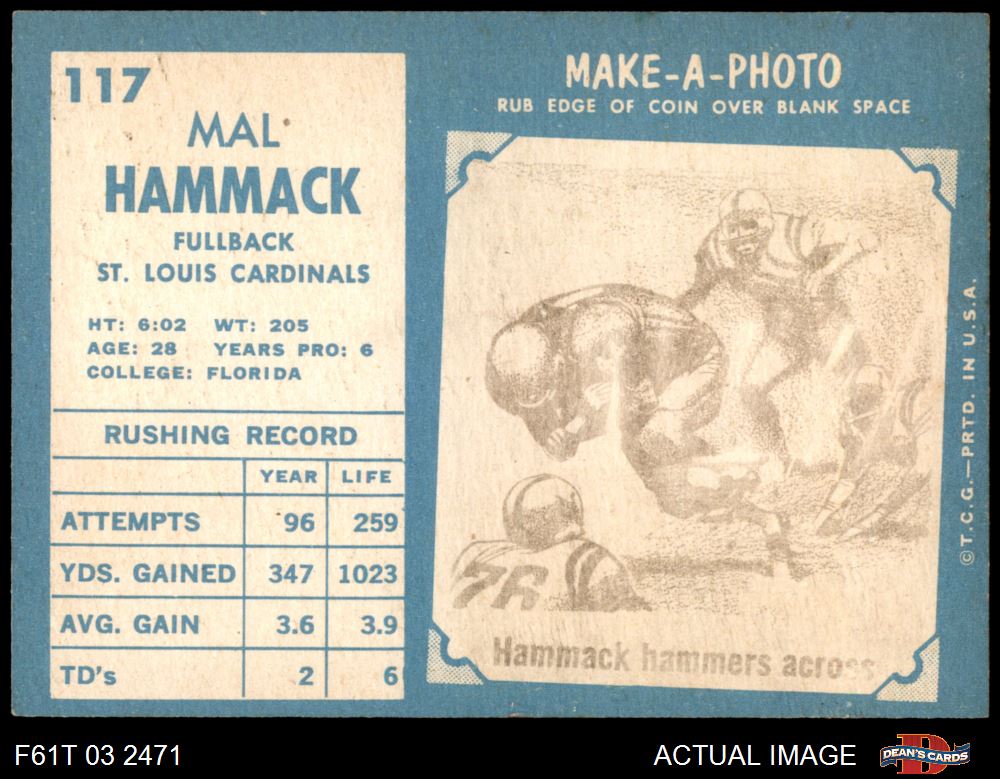 117
MAL
HAMMACK
FULLBACK
ST. LOUIS CARDINALS
HT: 6:02 WT: 205
AGE: 28 YEARS PRO: 6
COLLEGE: FLORIDA
RUSHING RECORD
YEAR LIFE
ATTEMPTS 96 259
YDS. GAINED 347 1023
AVG. GAIN 3.6 3.9
TD's 2 6
MAKE-A-PHOTO
RUB EDGE OF COIN OVER BLANK SPACE
76
Hammack hammers across
©T.C.G.—PRTD. IN U.S.A.
F61T 03 2471
ACTUAL IMAGE
D
DEAN'S CARDS